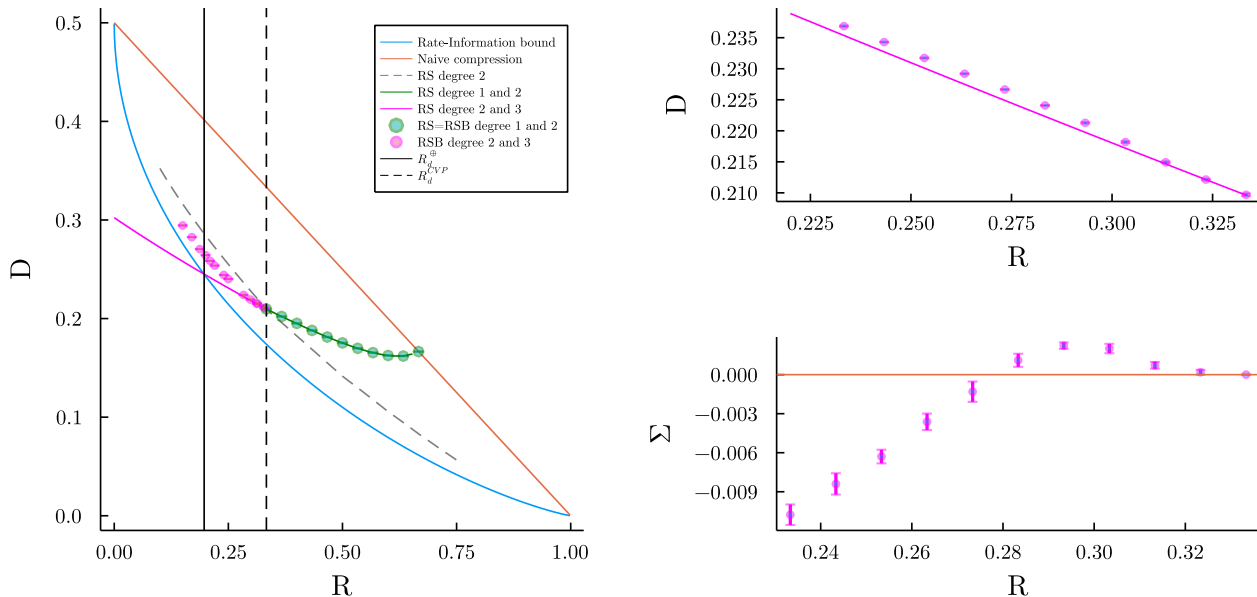 0.5
0.4
0.3
0.2
0.1
0.0
D
0.00
0.25
0.50
0.75
1.00
R
Rate-Information bound
Naive compression
RS degree 2
RS degree 1 and 2
RS degree 2 and 3
RS=RSB degree 1 and 2
RSB degree 2 and 3
R_d^⊕
R_d^{CVP}
0.235
0.230
0.225
0.220
0.215
0.210
D
0.225
0.250
0.275
0.300
0.325
R
0.000
−0.003
−0.006
−0.009
Σ
0.24
0.26
0.28
0.30
0.32
R